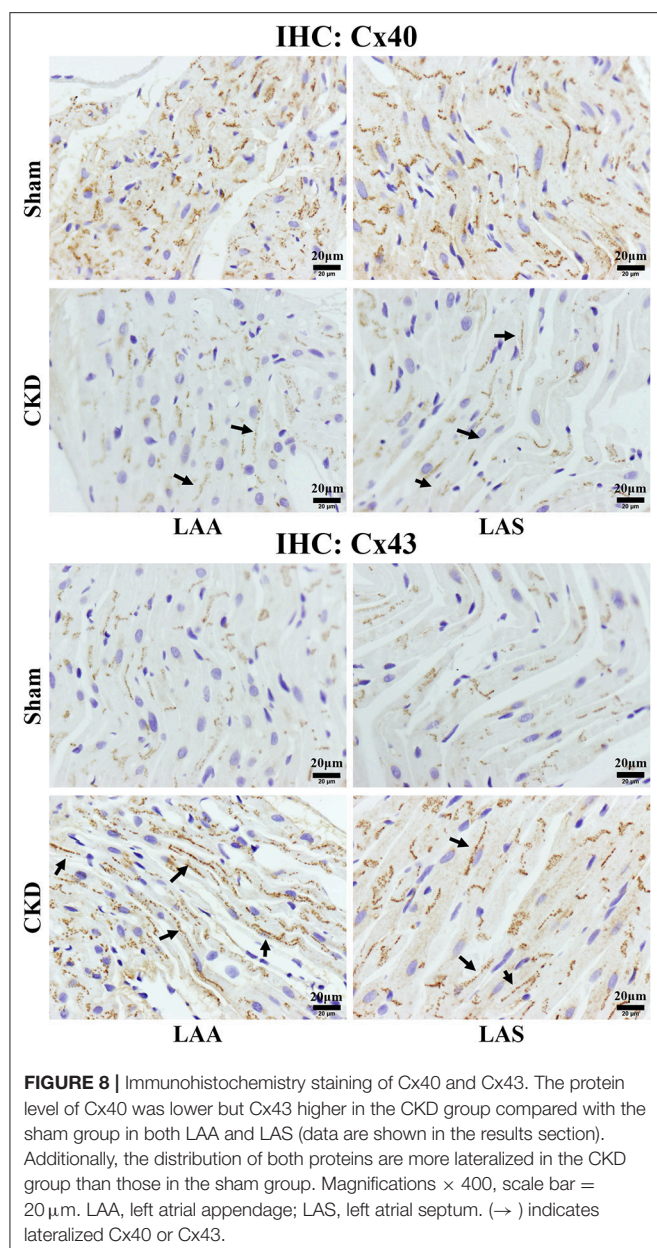 IHC: Cx40
Sham
20μm
20 μm
20μm
20 μm
CKD
20μm
20 μm
20μm
20 μm
LAA
LAS
IHC: Cx43
Sham
20μm
20 μm
20μm
20 μm
CKD
20μm
20 μm
20μm
20 μm
LAA
LAS
FIGURE 8 | Immunohistochemistry staining of Cx40 and Cx43. The protein
level of Cx40 was lower but Cx43 higher in the CKD group compared with the
sham group in both LAA and LAS (data are shown in the results section).
Additionally, the distribution of both proteins are more lateralized in the CKD
group than those in the sham group. Magnifications × 400, scale bar =
20 μm. LAA, left atrial appendage; LAS, left atrial septum. (→ ) indicates
lateralized Cx40 or Cx43.